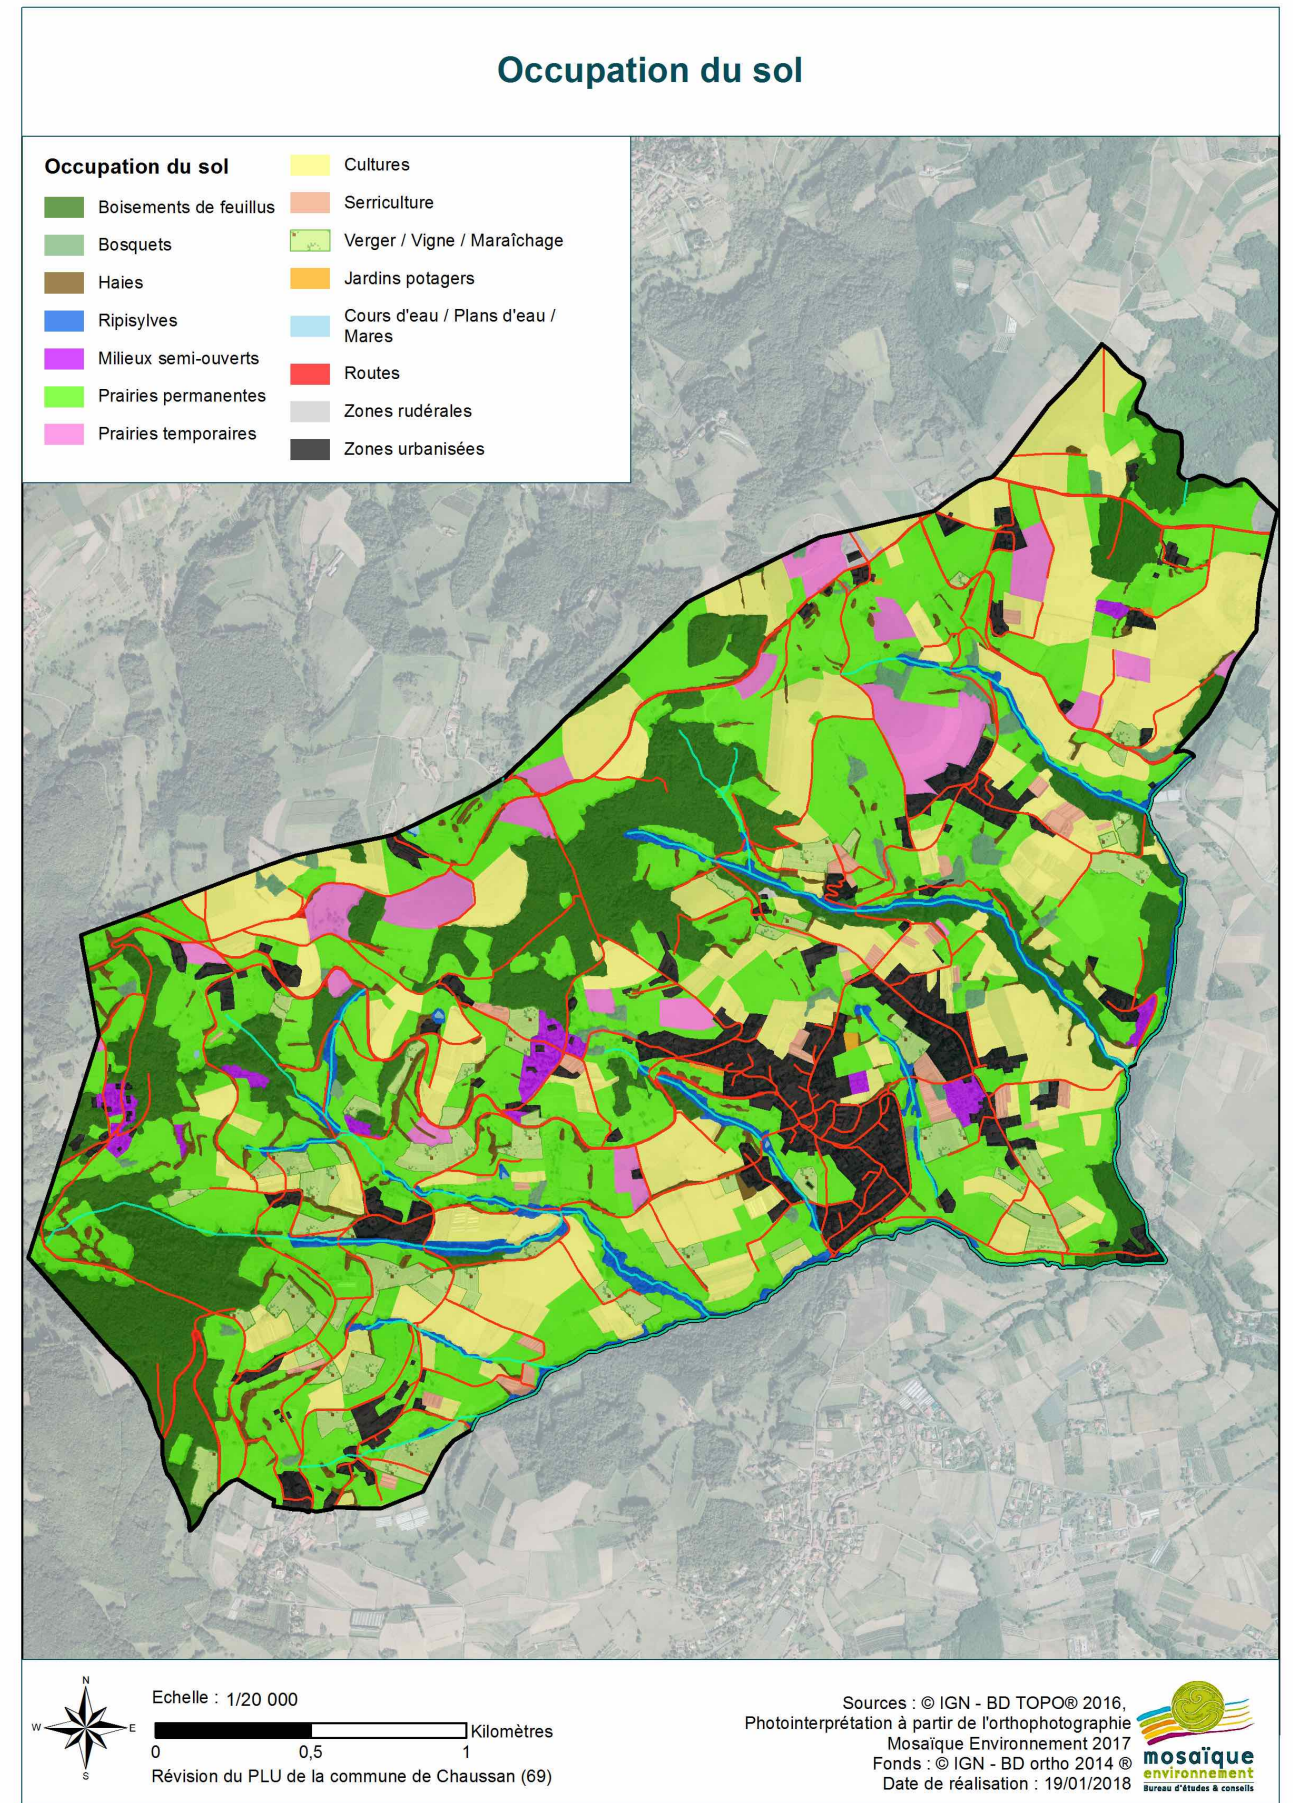 Occupation du sol
Occupation du sol
Boisements de feuillus
Bosquets
Haies
Ripisylves
Milieux semi-ouverts
Prairies permanentes
Prairies temporaires
Cultures
Serriculture
Verger / Vigne / Maraîchage
Jardins potagers
Cours d'eau / Plans d'eau /
Mares
Routes
Zones rudérales
Zones urbanisées
N
W
E
S
Echelle : 1/20 000
Kilomètres
0 0,5 1
Révision du PLU de la commune de Chaussan (69)
Sources : © IGN - BD TOPO® 2016,
Photointerprétation à partir de l'orthophotographie
Mosaïque Environnement 2017
Fonds : © IGN - BD ortho 2014 ®
Date de réalisation : 19/01/2018
mosaïque
environnement
Bureau d'études & conseils